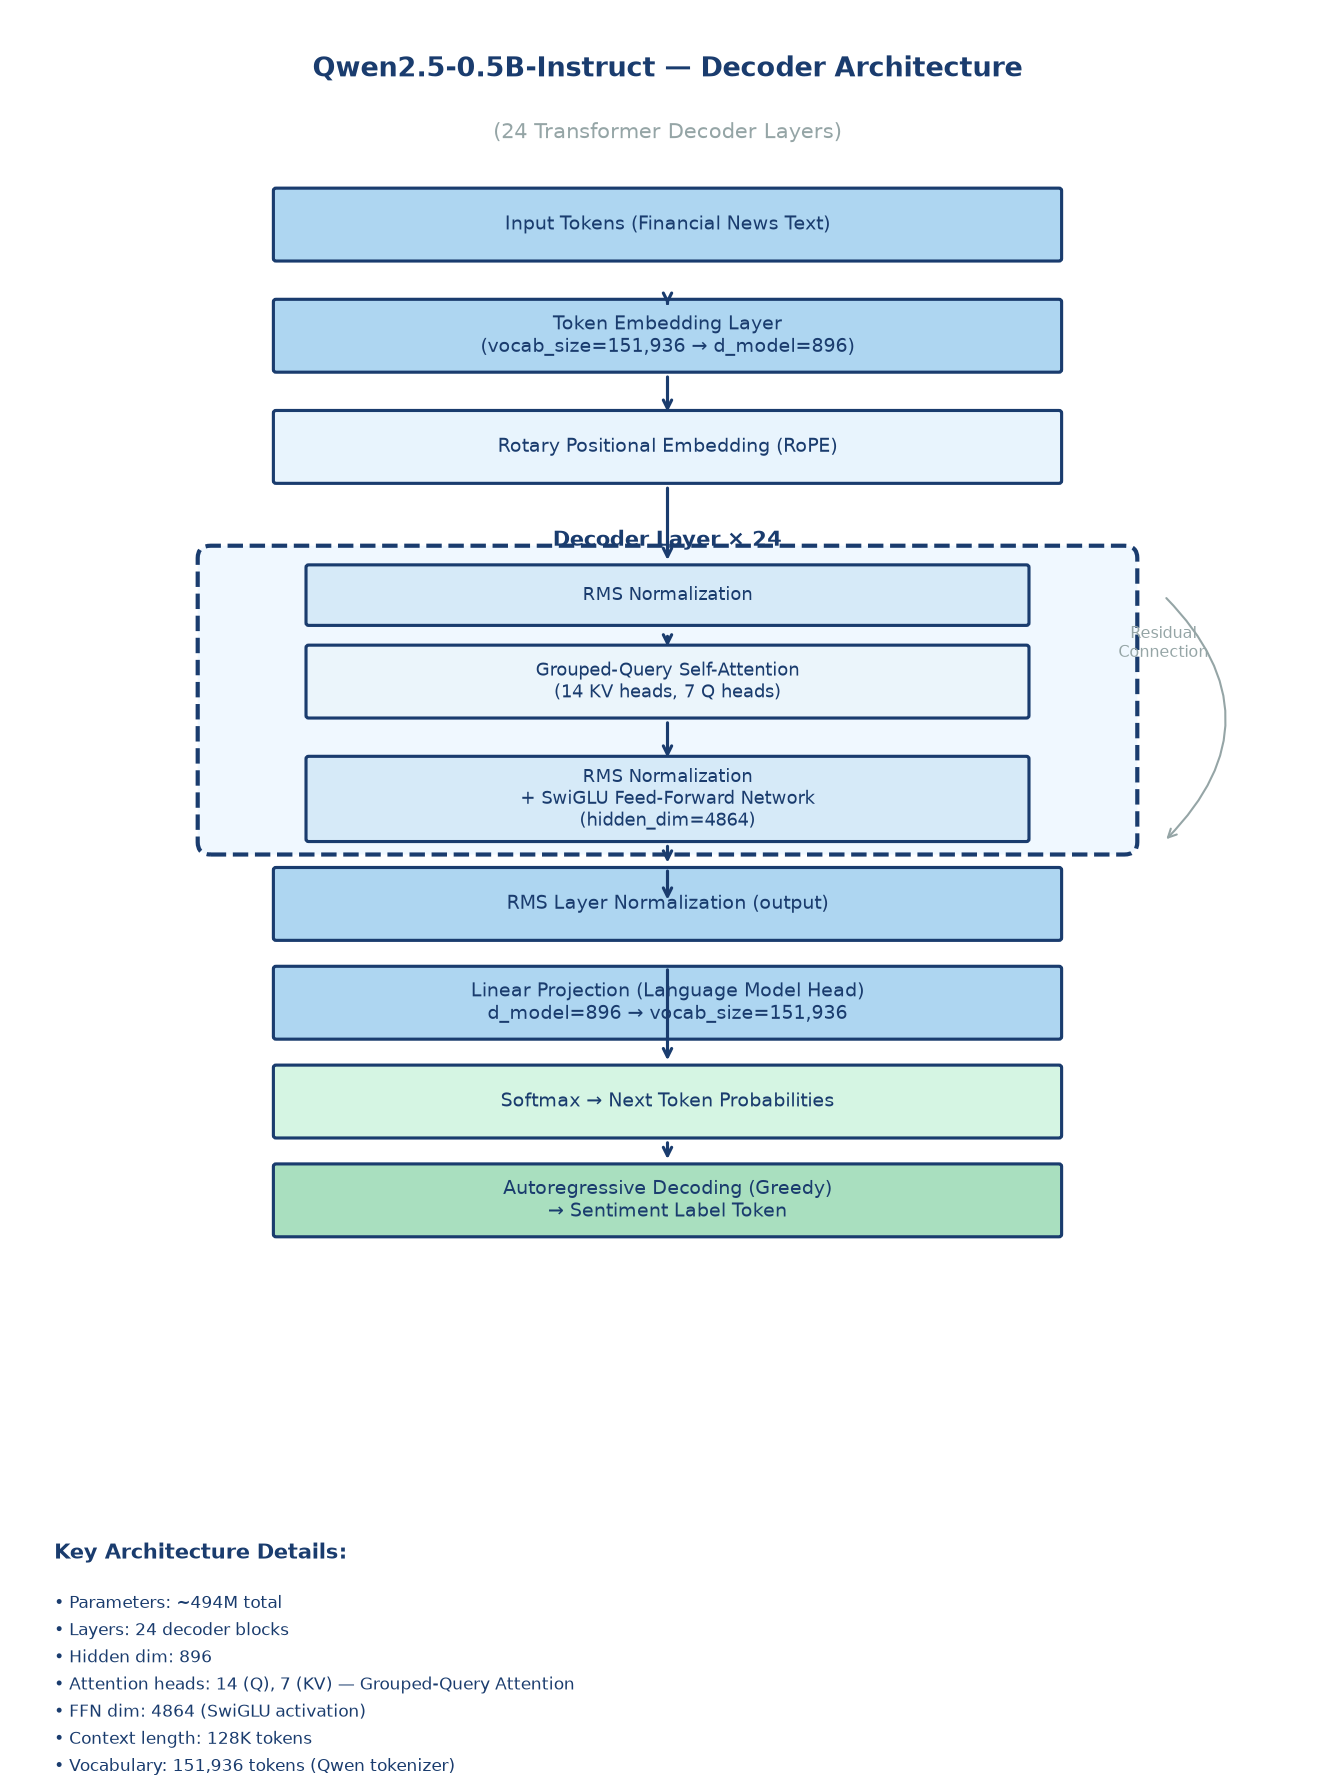 Qwen2.5-0.5B-Instruct — Decoder Architecture
(24 Transformer Decoder Layers)
Input Tokens (Financial News Text)
Token Embedding Layer
(vocab_size=151,936 → d_model=896)
Rotary Positional Embedding (RoPE)
Decoder Layer × 24
RMS Normalization
Residual
Connection
Grouped-Query Self-Attention
(14 KV heads, 7 Q heads)
RMS Normalization
+ SwiGLU Feed-Forward Network
(hidden_dim=4864)
RMS Layer Normalization (output)
Linear Projection (Language Model Head)
d_model=896 → vocab_size=151,936
Softmax → Next Token Probabilities
Autoregressive Decoding (Greedy)
→ Sentiment Label Token
Key Architecture Details:
• Parameters: ~494M total
• Layers: 24 decoder blocks
• Hidden dim: 896
• Attention heads: 14 (Q), 7 (KV) — Grouped-Query Attention
• FFN dim: 4864 (SwiGLU activation)
• Context length: 128K tokens
• Vocabulary: 151,936 tokens (Qwen tokenizer)